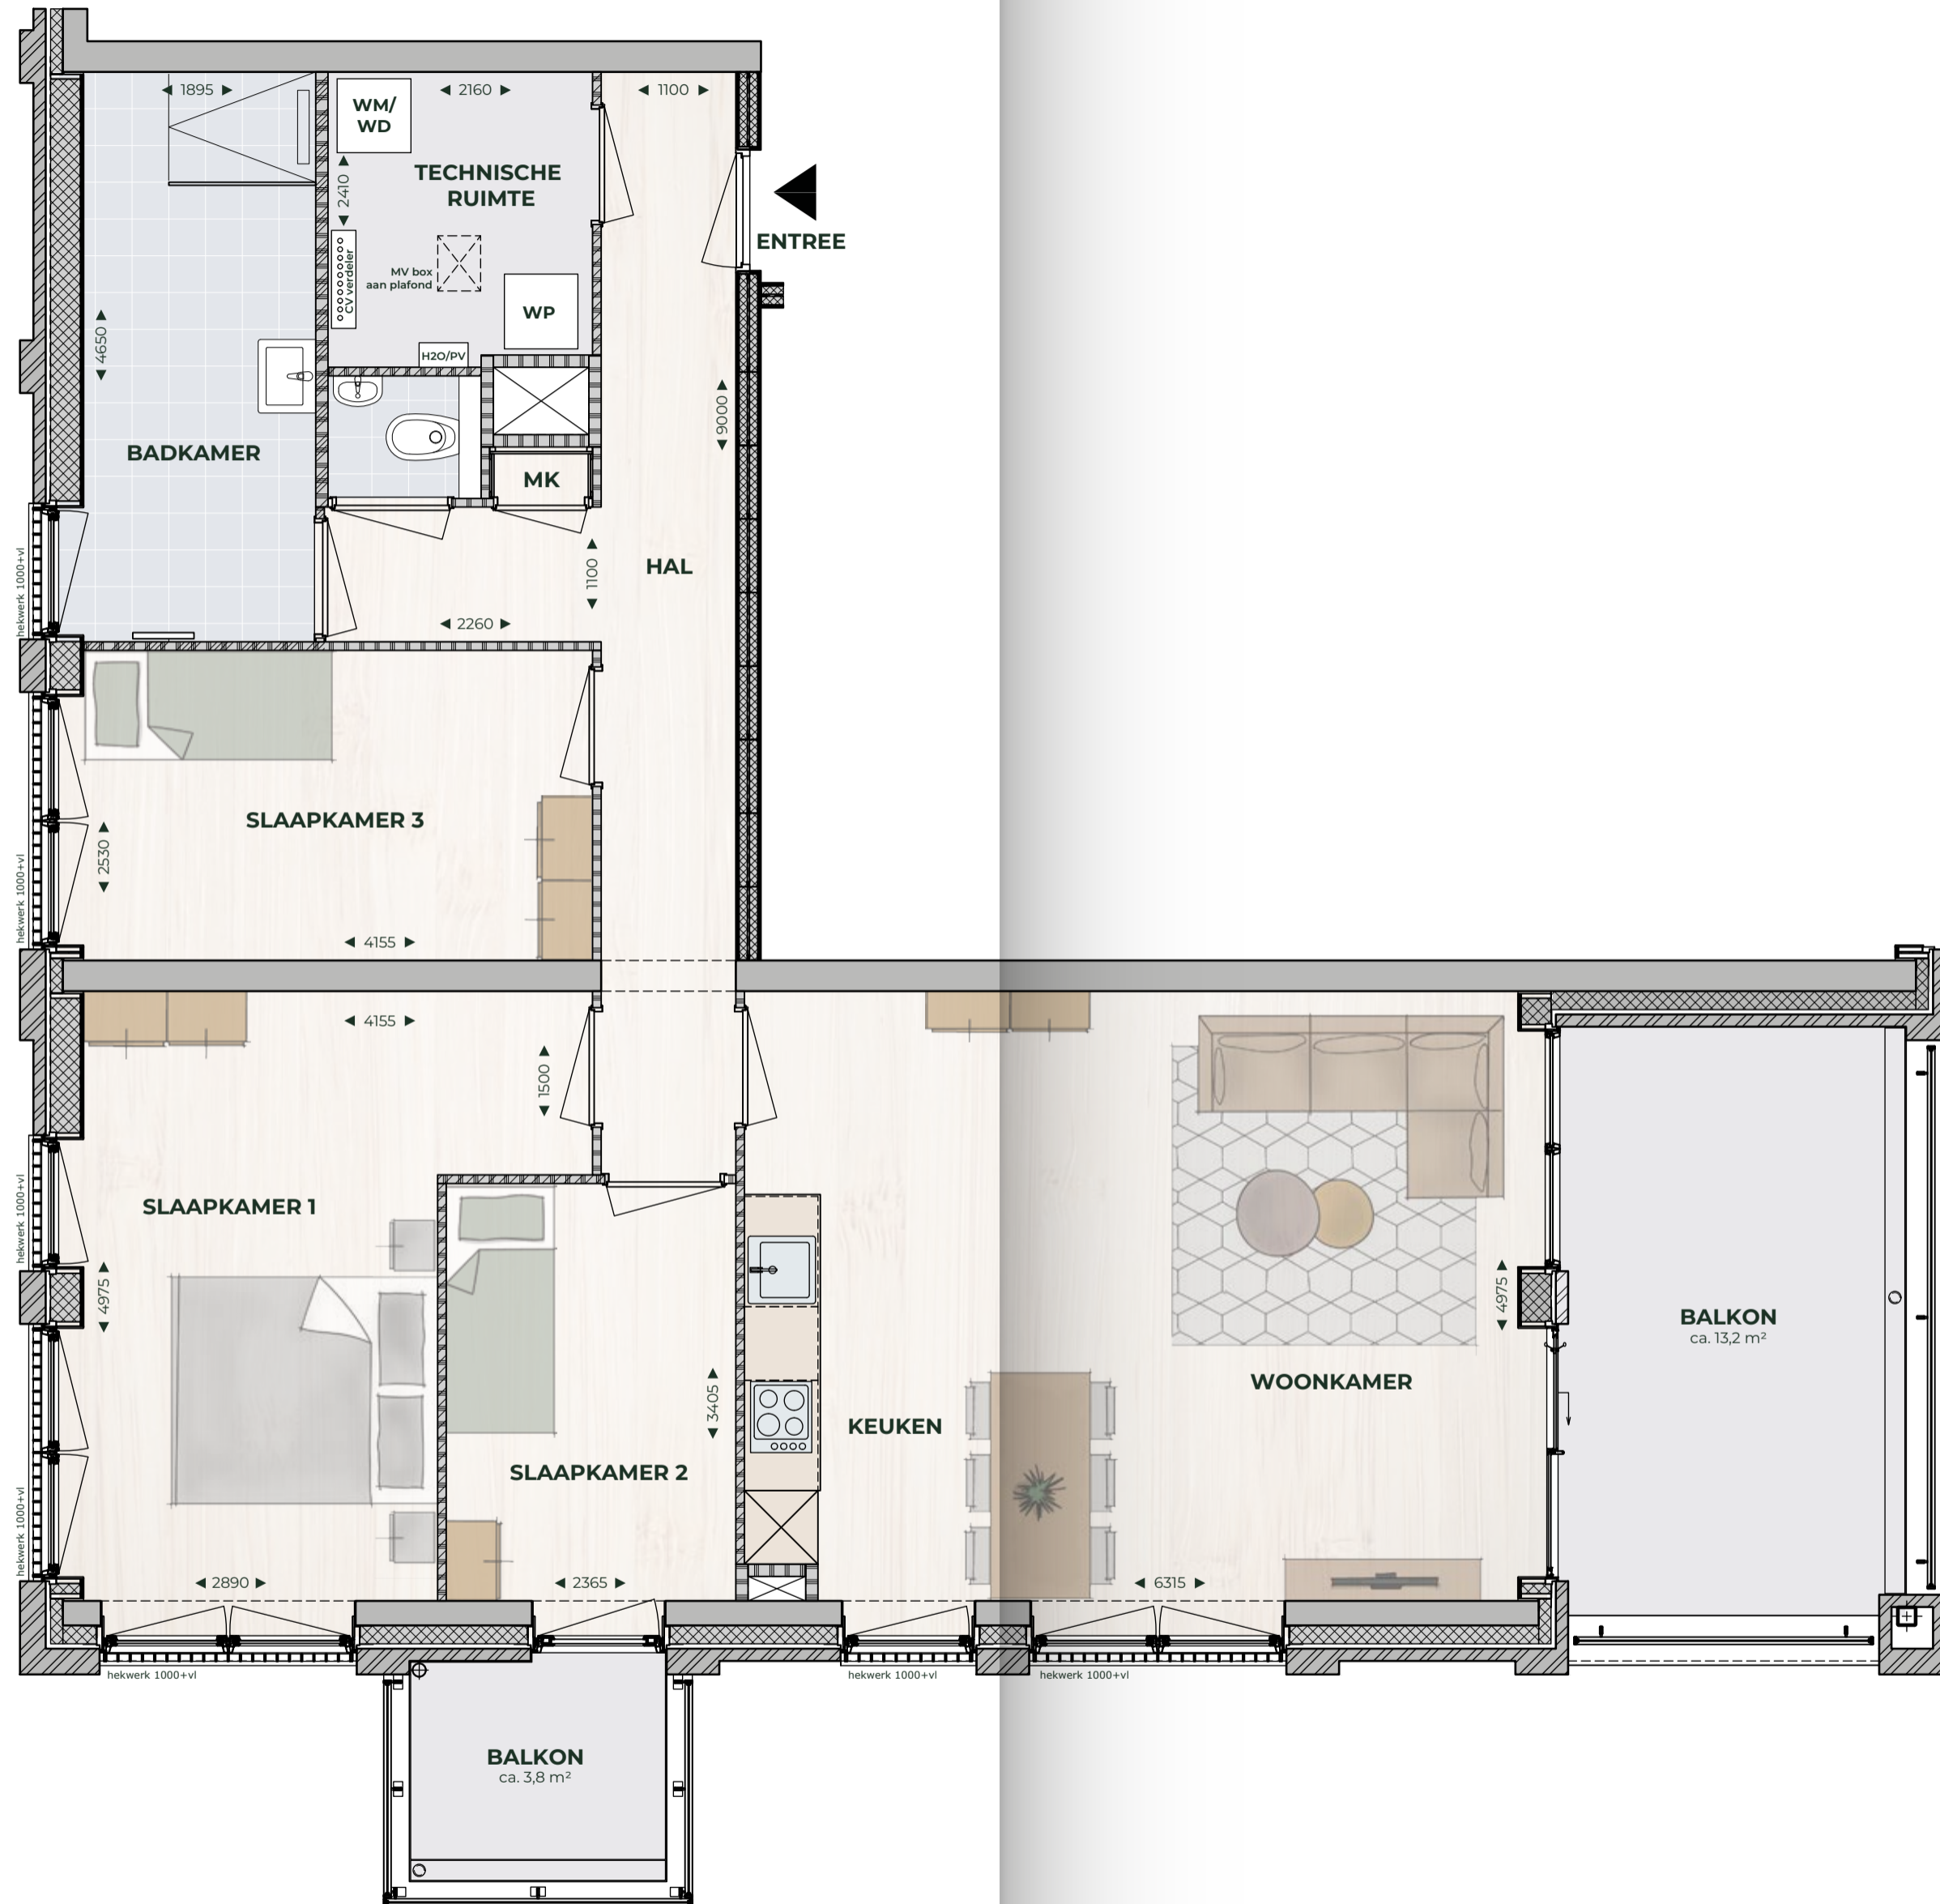 1895
WM/
WD
2160
1100
TECHNISCHE
RUIMTE
2410
ENTREE
CV verdeler
MV box
aan plafond
WP
4650
H2O/PV
9000
BADKAMER
MK
hekwerk 1000+vl
1100
HAL
2260
SLAAPKAMER 3
2530
hekwerk 1000+vl
4155
4155
1500
SLAAPKAMER 1
hekwerk 1000+vl
4975
4975
BALKON
ca. 13,2 m²
WOONKAMER
3405
KEUKEN
SLAAPKAMER 2
hekwerk 1000+vl
2890
2365
6315
hekwerk 1000+vl
hekwerk 1000+vl
hekwerk 1000+vl
BALKON
ca. 3,8 m²